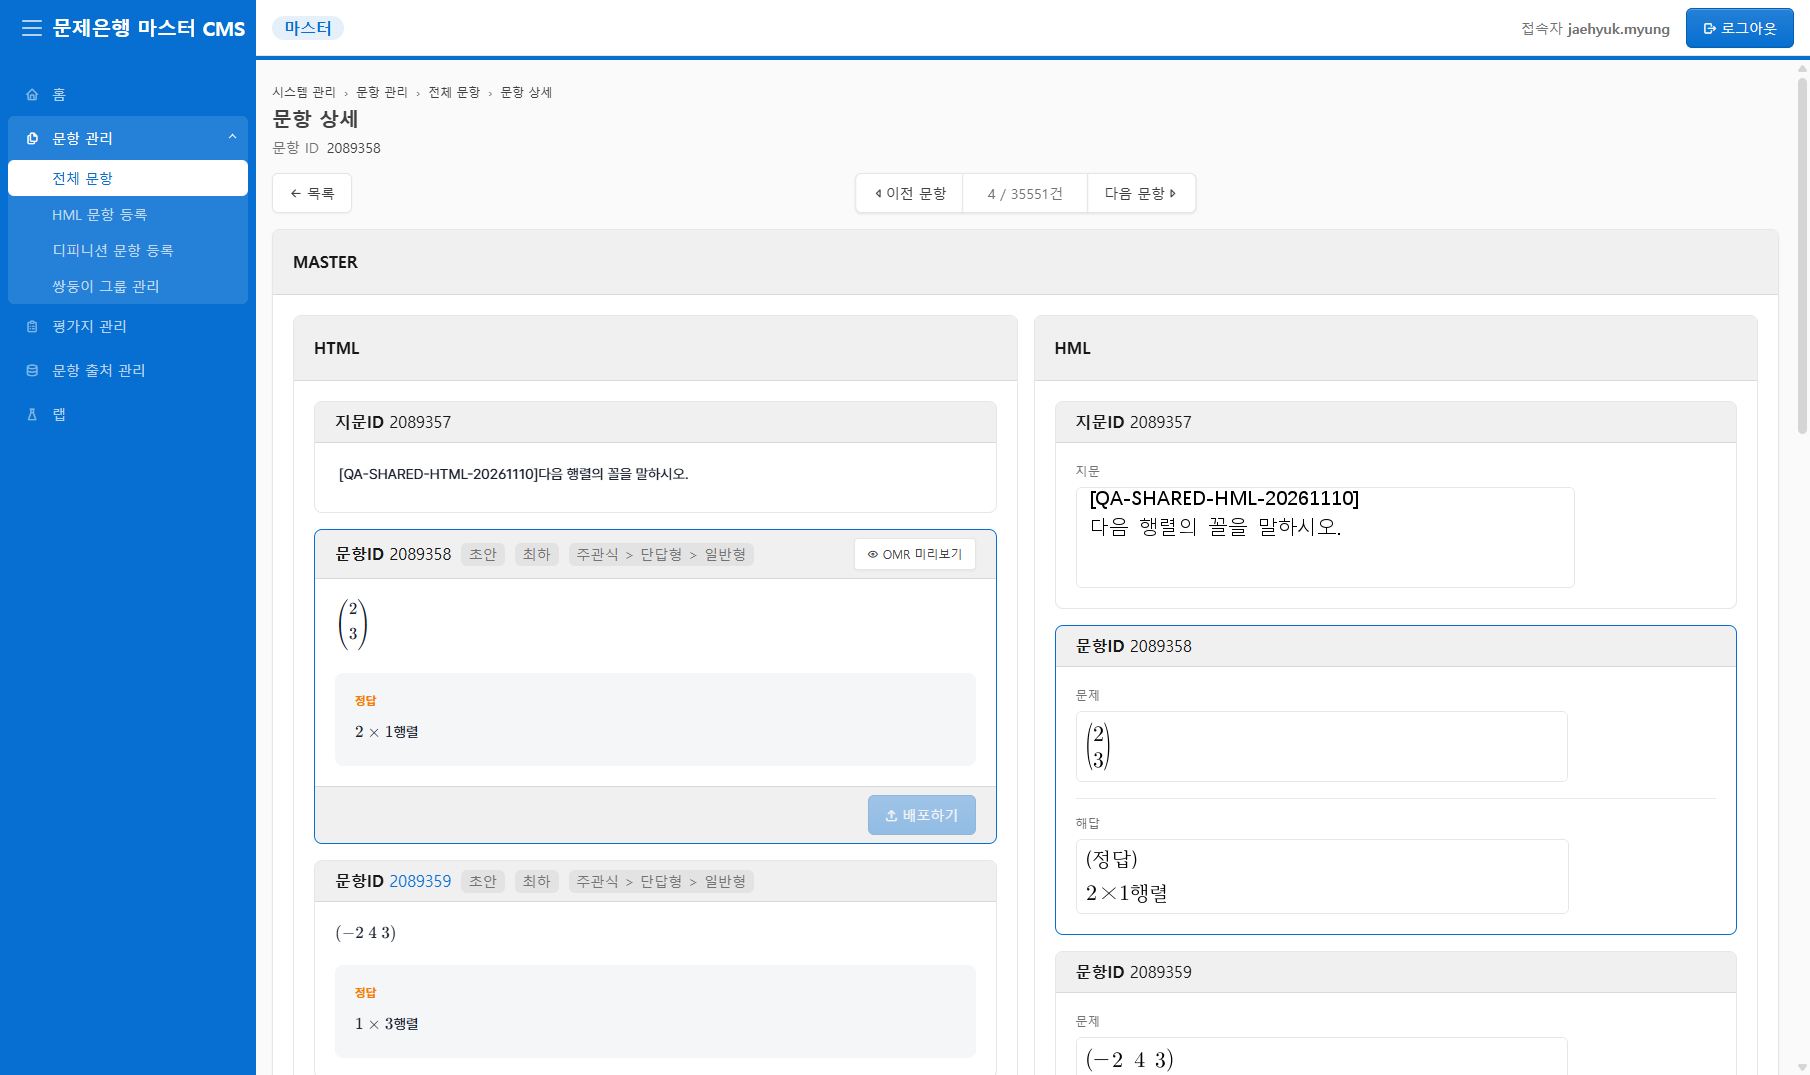 문제은행 마스터 CMS
마스터
접속자 jaehyuk.myung
로그아웃
홈
문항 관리
전체 문항
HML 문항 등록
디피니션 문항 등록
쌍둥이 그룹 관리
평가지 관리
문항 출처 관리
랩
시스템 관리 › 문항 관리 › 전체 문항 › 문항 상세
문항 상세
문항 ID 2089358
← 목록
이전 문항
4 / 35551건
다음 문항
MASTER
HTML
지문ID 2089357
[QA-SHARED-HTML-20261110]다음 행렬의 꼴을 말하시오.
문항ID 2089358 초안 최하 주관식 > 단답형 > 일반형
OMR 미리보기
(2
3)
정답
2 × 1행렬
배포하기
문항ID 2089359 초안 최하 주관식 > 단답형 > 일반형
(−2 4 3)
정답
1 × 3행렬
HML
지문ID 2089357
지문
[QA-SHARED-HML-20261110]
다음 행렬의 꼴을 말하시오.
문항ID 2089358
문제
(2
3)
해답
(정답)
2×1행렬
문항ID 2089359
문제
(−2 4 3)